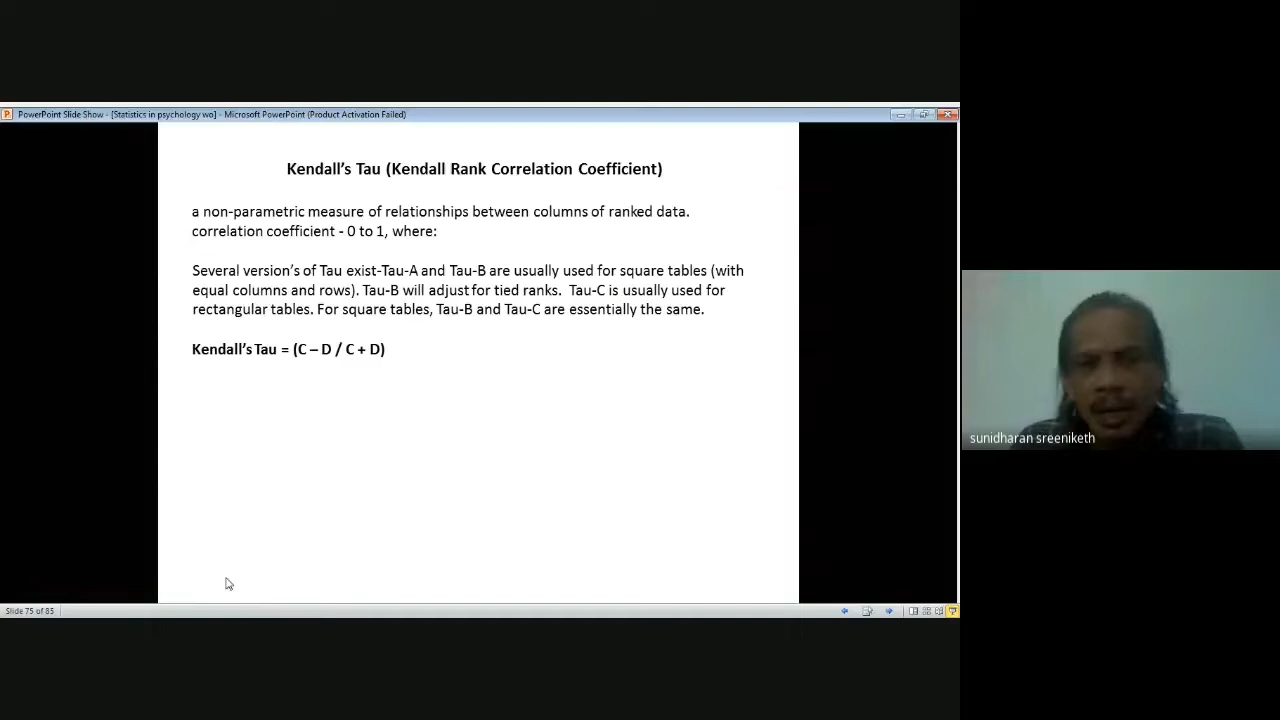 PowerPoint Slide Show - [Statistics in psychology wo] - Microsoft PowerPoint (Product Activation Failed)
Kendall's Tau (Kendall Rank Correlation Coefficient)
a non-parametric measure of relationships between columns of ranked data.
correlation coefficient - 0 to 1, where:
Several version's of Tau exist-Tau-A and Tau-B are usually used for square tables (with
equal columns and rows). Tau-B will adjust for tied ranks. Tau-C is usually used for
rectangular tables. For square tables, Tau-B and Tau-C are essentially the same.
Kendall's Tau = (C – D / C + D)
sunidharan sreeniketh
Slide 75 of 85